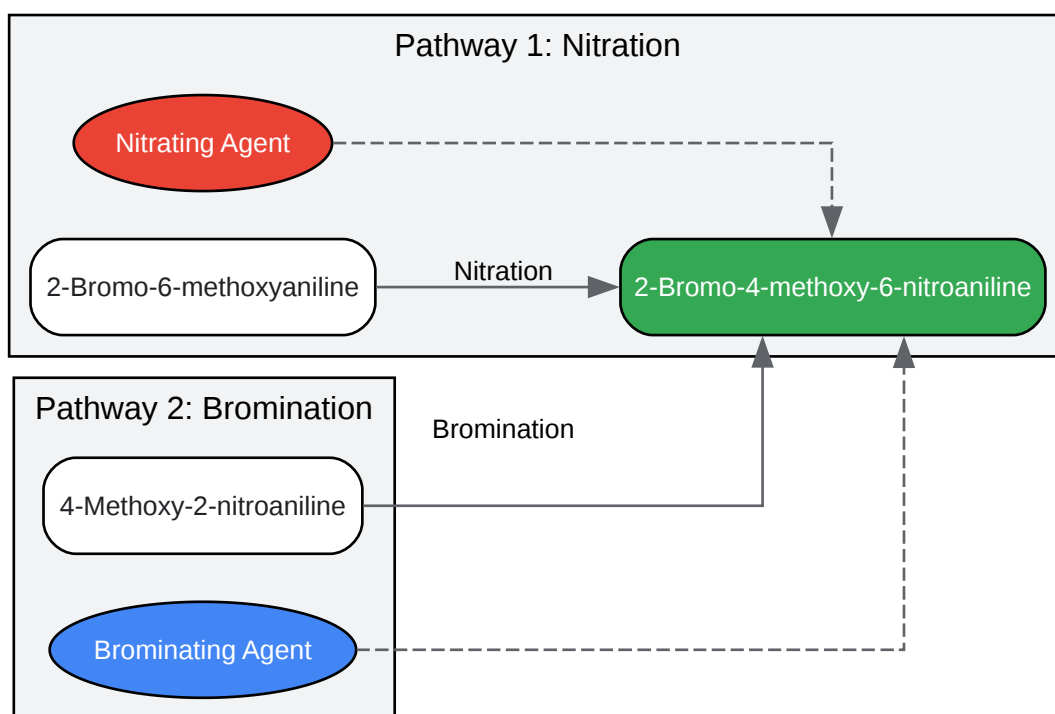 Pathway 1: Nitration
Nitrating Agent
2-Bromo-6-methoxyaniline
Nitration
2-Bromo-4-methoxy-6-nitroaniline
Pathway 2: Bromination
Bromination
4-Methoxy-2-nitroaniline
Brominating Agent